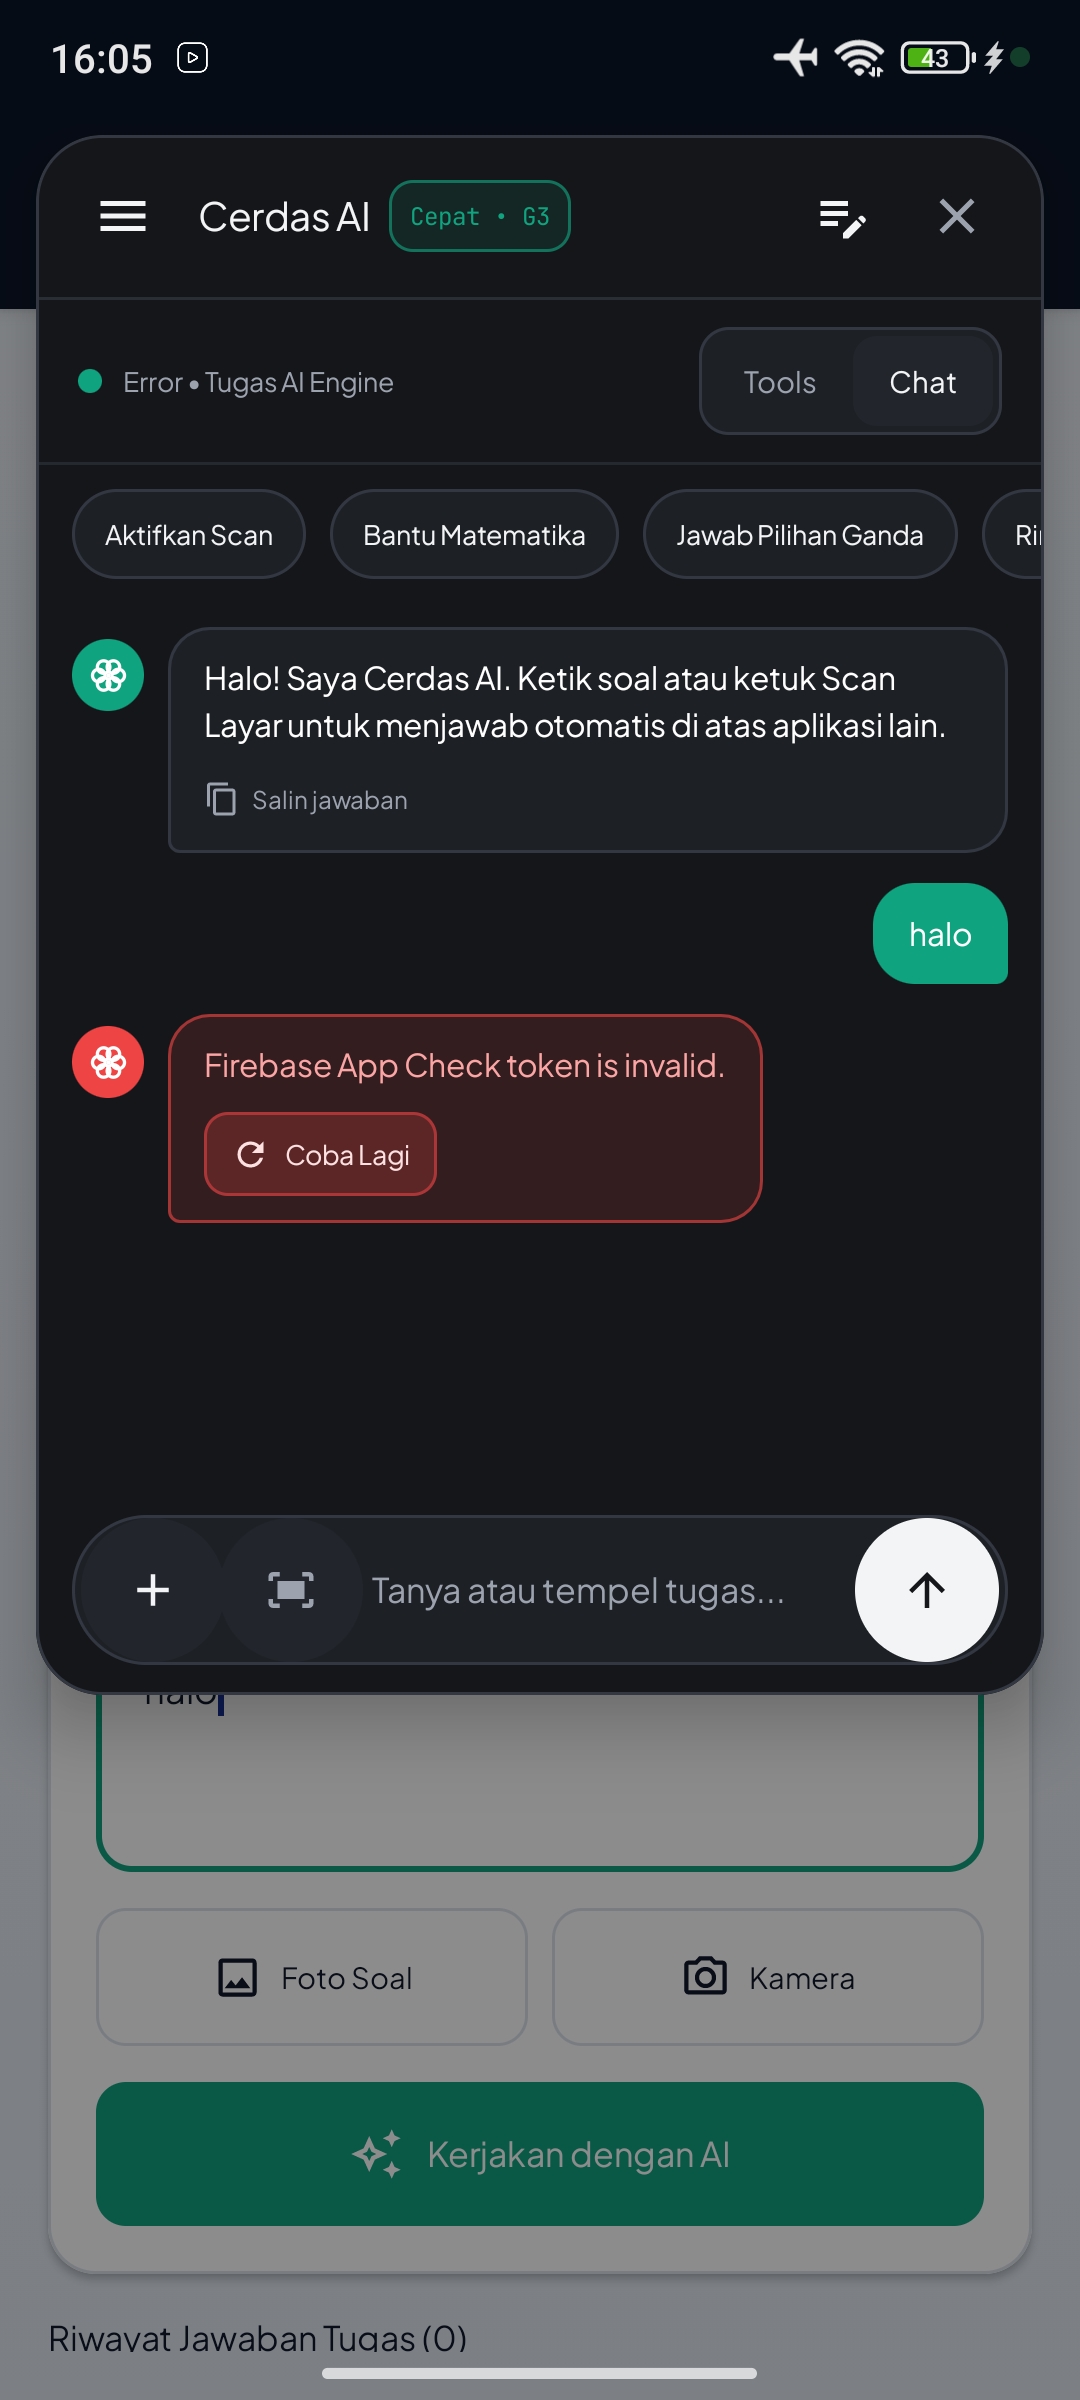 16:05
43
Cerdas AI
Cepat • G3
Error • Tugas AI Engine
Tools
Chat
Aktifkan Scan
Bantu Matematika
Jawab Pilihan Ganda
Halo! Saya Cerdas AI. Ketik soal atau ketuk Scan
Layar untuk menjawab otomatis di atas aplikasi lain.
Salin jawaban
halo
Firebase App Check token is invalid.
Coba Lagi
Tanya atau tempel tugas...
halo
Foto Soal
Kamera
Kerjakan dengan AI
Riwayat Jawaban Tugas (0)